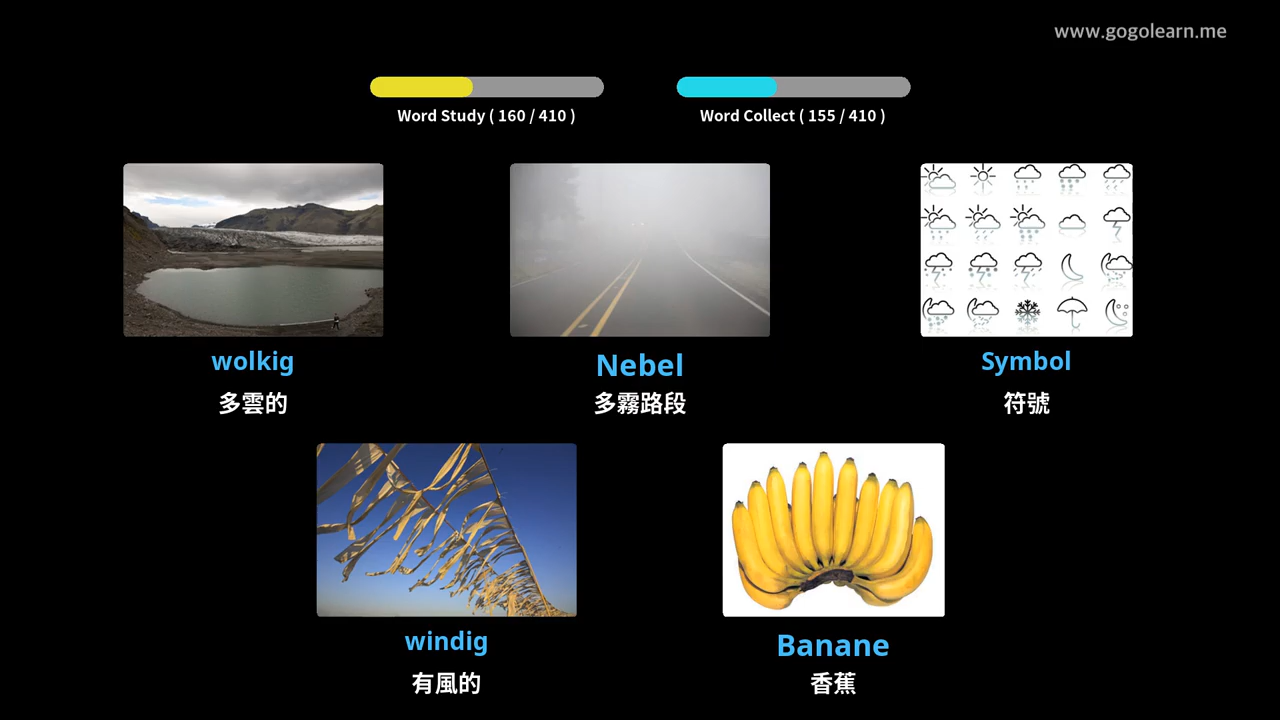 www.gogolearn.me
Word Study ( 160 / 410 )
Word Collect ( 155 / 410 )
wolkig
多雲的
Nebel
多霧路段
Symbol
符號
windig
有風的
Banane
香蕉